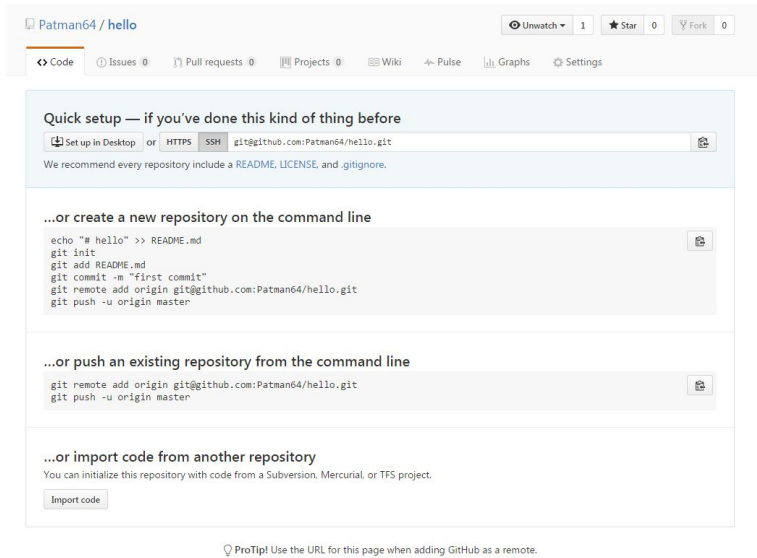 Patman64 / hello
Unwatch 1 Star 0 Fork 0
Code Issues 0 Pull requests 0 Projects 0 Wiki Pulse Graphs Settings
Quick setup — if you've done this kind of thing before
Set up in Desktop or HTTPS SSH git@github.com:Patman64/hello.git
We recommend every repository include a README, LICENSE, and .gitignore.
…or create a new repository on the command line
echo "# hello" >> README.md
git init
git add README.md
git commit -m "first commit"
git remote add origin git@github.com:Patman64/hello.git
git push -u origin master
…or push an existing repository from the command line
git remote add origin git@github.com:Patman64/hello.git
git push -u origin master
…or import code from another repository
You can initialize this repository with code from a Subversion, Mercurial, or TFS project.
Import code
ProTip! Use the URL for this page when adding GitHub as a remote.